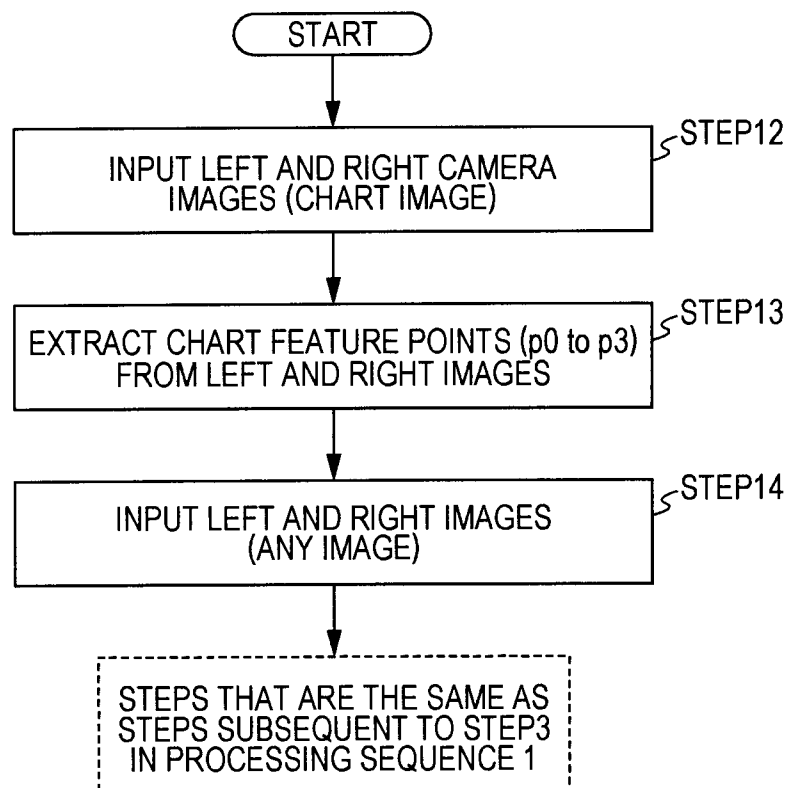 START
STEP12
INPUT LEFT AND RIGHT CAMERA
IMAGES (CHART IMAGE)
STEP13
EXTRACT CHART FEATURE POINTS (p0 to p3)
FROM LEFT AND RIGHT IMAGES
STEP14
INPUT LEFT AND RIGHT IMAGES
(ANY IMAGE)
STEPS THAT ARE THE SAME AS
STEPS SUBSEQUENT TO STEP3
IN PROCESSING SEQUENCE 1